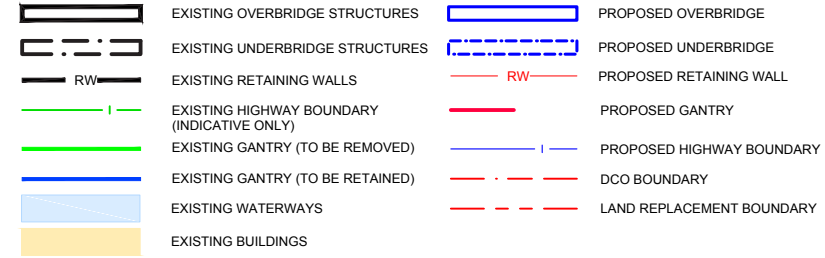 EXISTING OVERBRIDGE STRUCTURES
EXISTING UNDERBRIDGE STRUCTURES
RW
EXISTING RETAINING WALLS
EXISTING HIGHWAY BOUNDARY
(INDICATIVE ONLY)
EXISTING GANTRY (TO BE REMOVED)
EXISTING GANTRY (TO BE RETAINED)
EXISTING WATERWAYS
EXISTING BUILDINGS
PROPOSED OVERBRIDGE
PROPOSED UNDERBRIDGE
RW
PROPOSED RETAINING WALL
PROPOSED GANTRY
PROPOSED HIGHWAY BOUNDARY
DCO BOUNDARY
LAND REPLACEMENT BOUNDARY